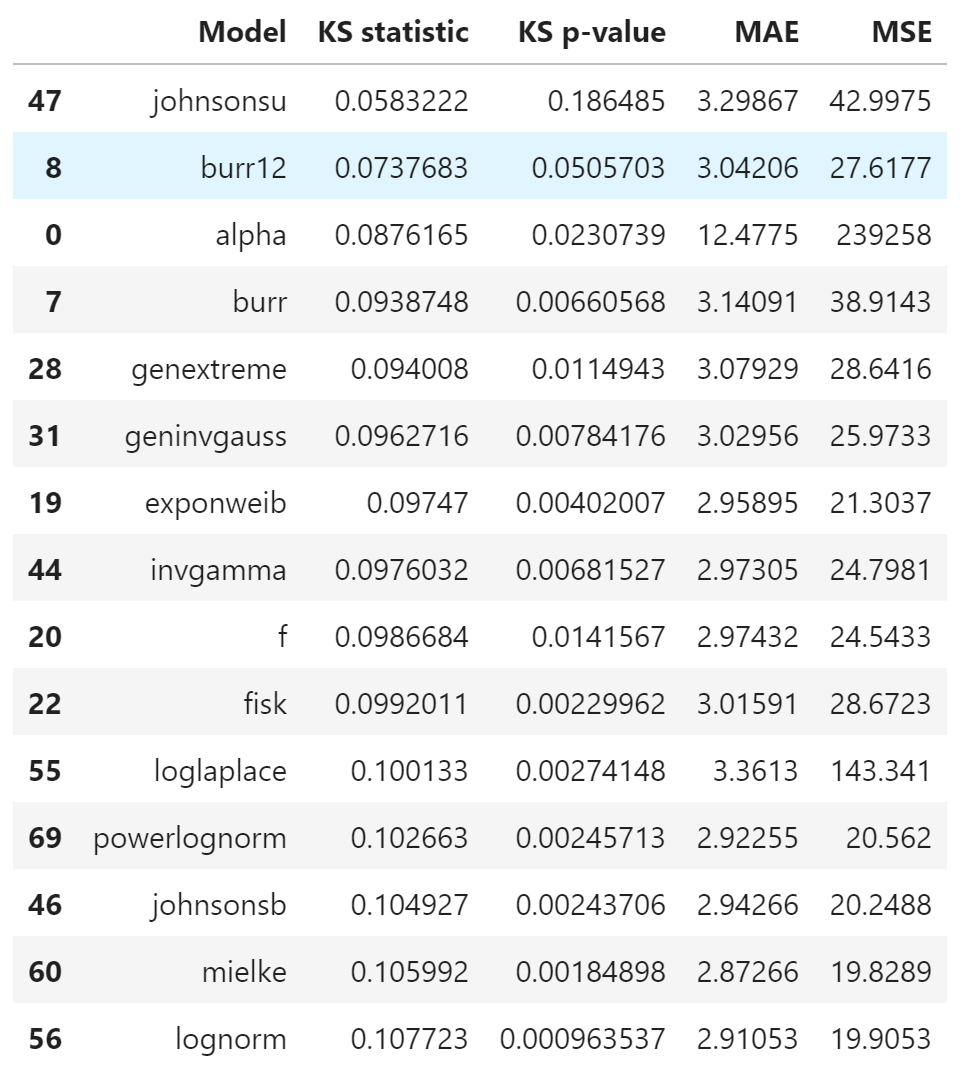 Model KS statistic KS p-value MAE MSE
47 johnsonsu 0.0583222 0.186485 3.29867 42.9975
8 burr12 0.0737683 0.0505703 3.04206 27.6177
0 alpha 0.0876165 0.0230739 12.4775 239258
7 burr 0.0938748 0.00660568 3.14091 38.9143
28 genextreme 0.094008 0.0114943 3.07929 28.6416
31 geninvgauss 0.0962716 0.00784176 3.02956 25.9733
19 exponweib 0.09747 0.00402007 2.95895 21.3037
44 invgamma 0.0976032 0.00681527 2.97305 24.7981
20 f 0.0986684 0.0141567 2.97432 24.5433
22 fisk 0.0992011 0.00229962 3.01591 28.6723
55 loglaplace 0.100133 0.00274148 3.3613 143.341
69 powerlognorm 0.102663 0.00245713 2.92255 20.562
46 johnsonsb 0.104927 0.00243706 2.94266 20.2488
60 mielke 0.105992 0.00184898 2.87266 19.8289
56 lognorm 0.107723 0.000963537 2.91053 19.9053